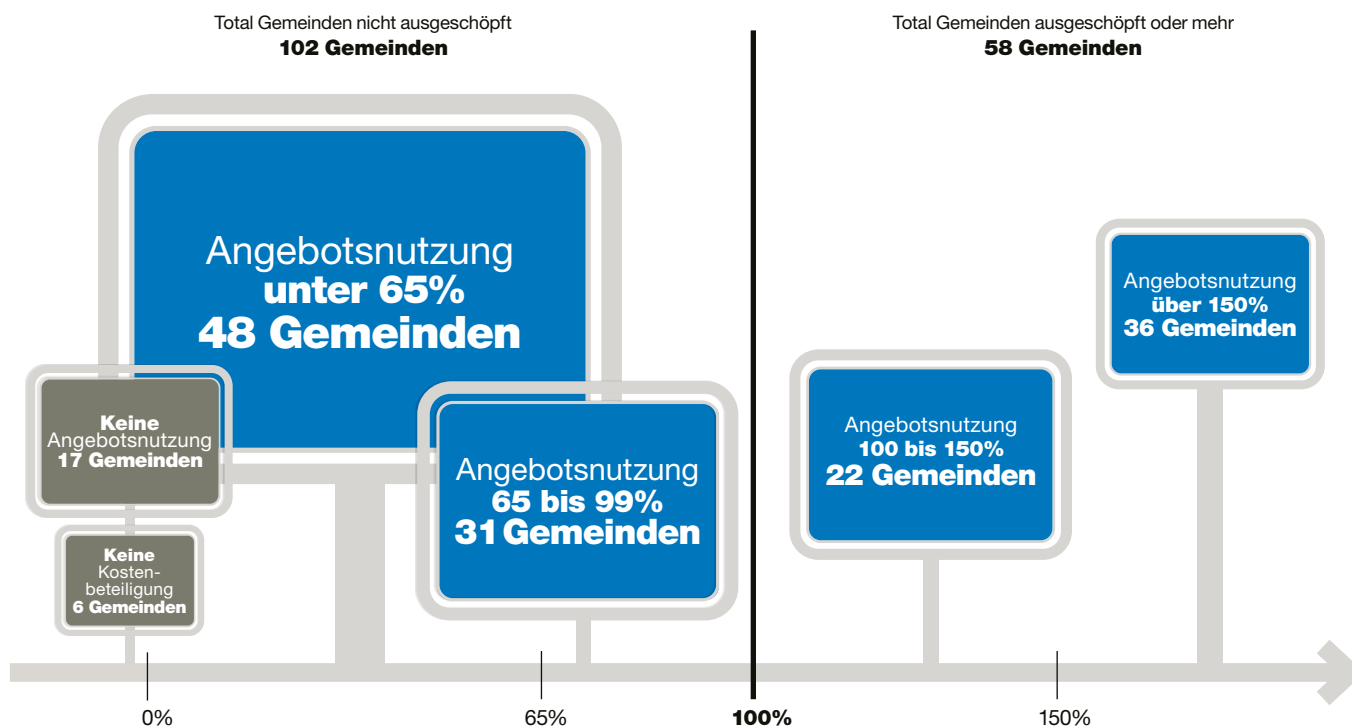 Total Gemeinden nicht ausgeschöpft
102 Gemeinden
Total Gemeinden ausgeschöpft oder mehr
58 Gemeinden
Angebotsnutzung
unter 65%
48 Gemeinden
Keine
Angebotsnutzung
17 Gemeinden
Keine
Kosten-
beteiligung
6 Gemeinden
Angebotsnutzung
65 bis 99%
31 Gemeinden
Angebotsnutzung
100 bis 150%
22 Gemeinden
Angebotsnutzung
über 150%
36 Gemeinden
0%
65%
100%
150%